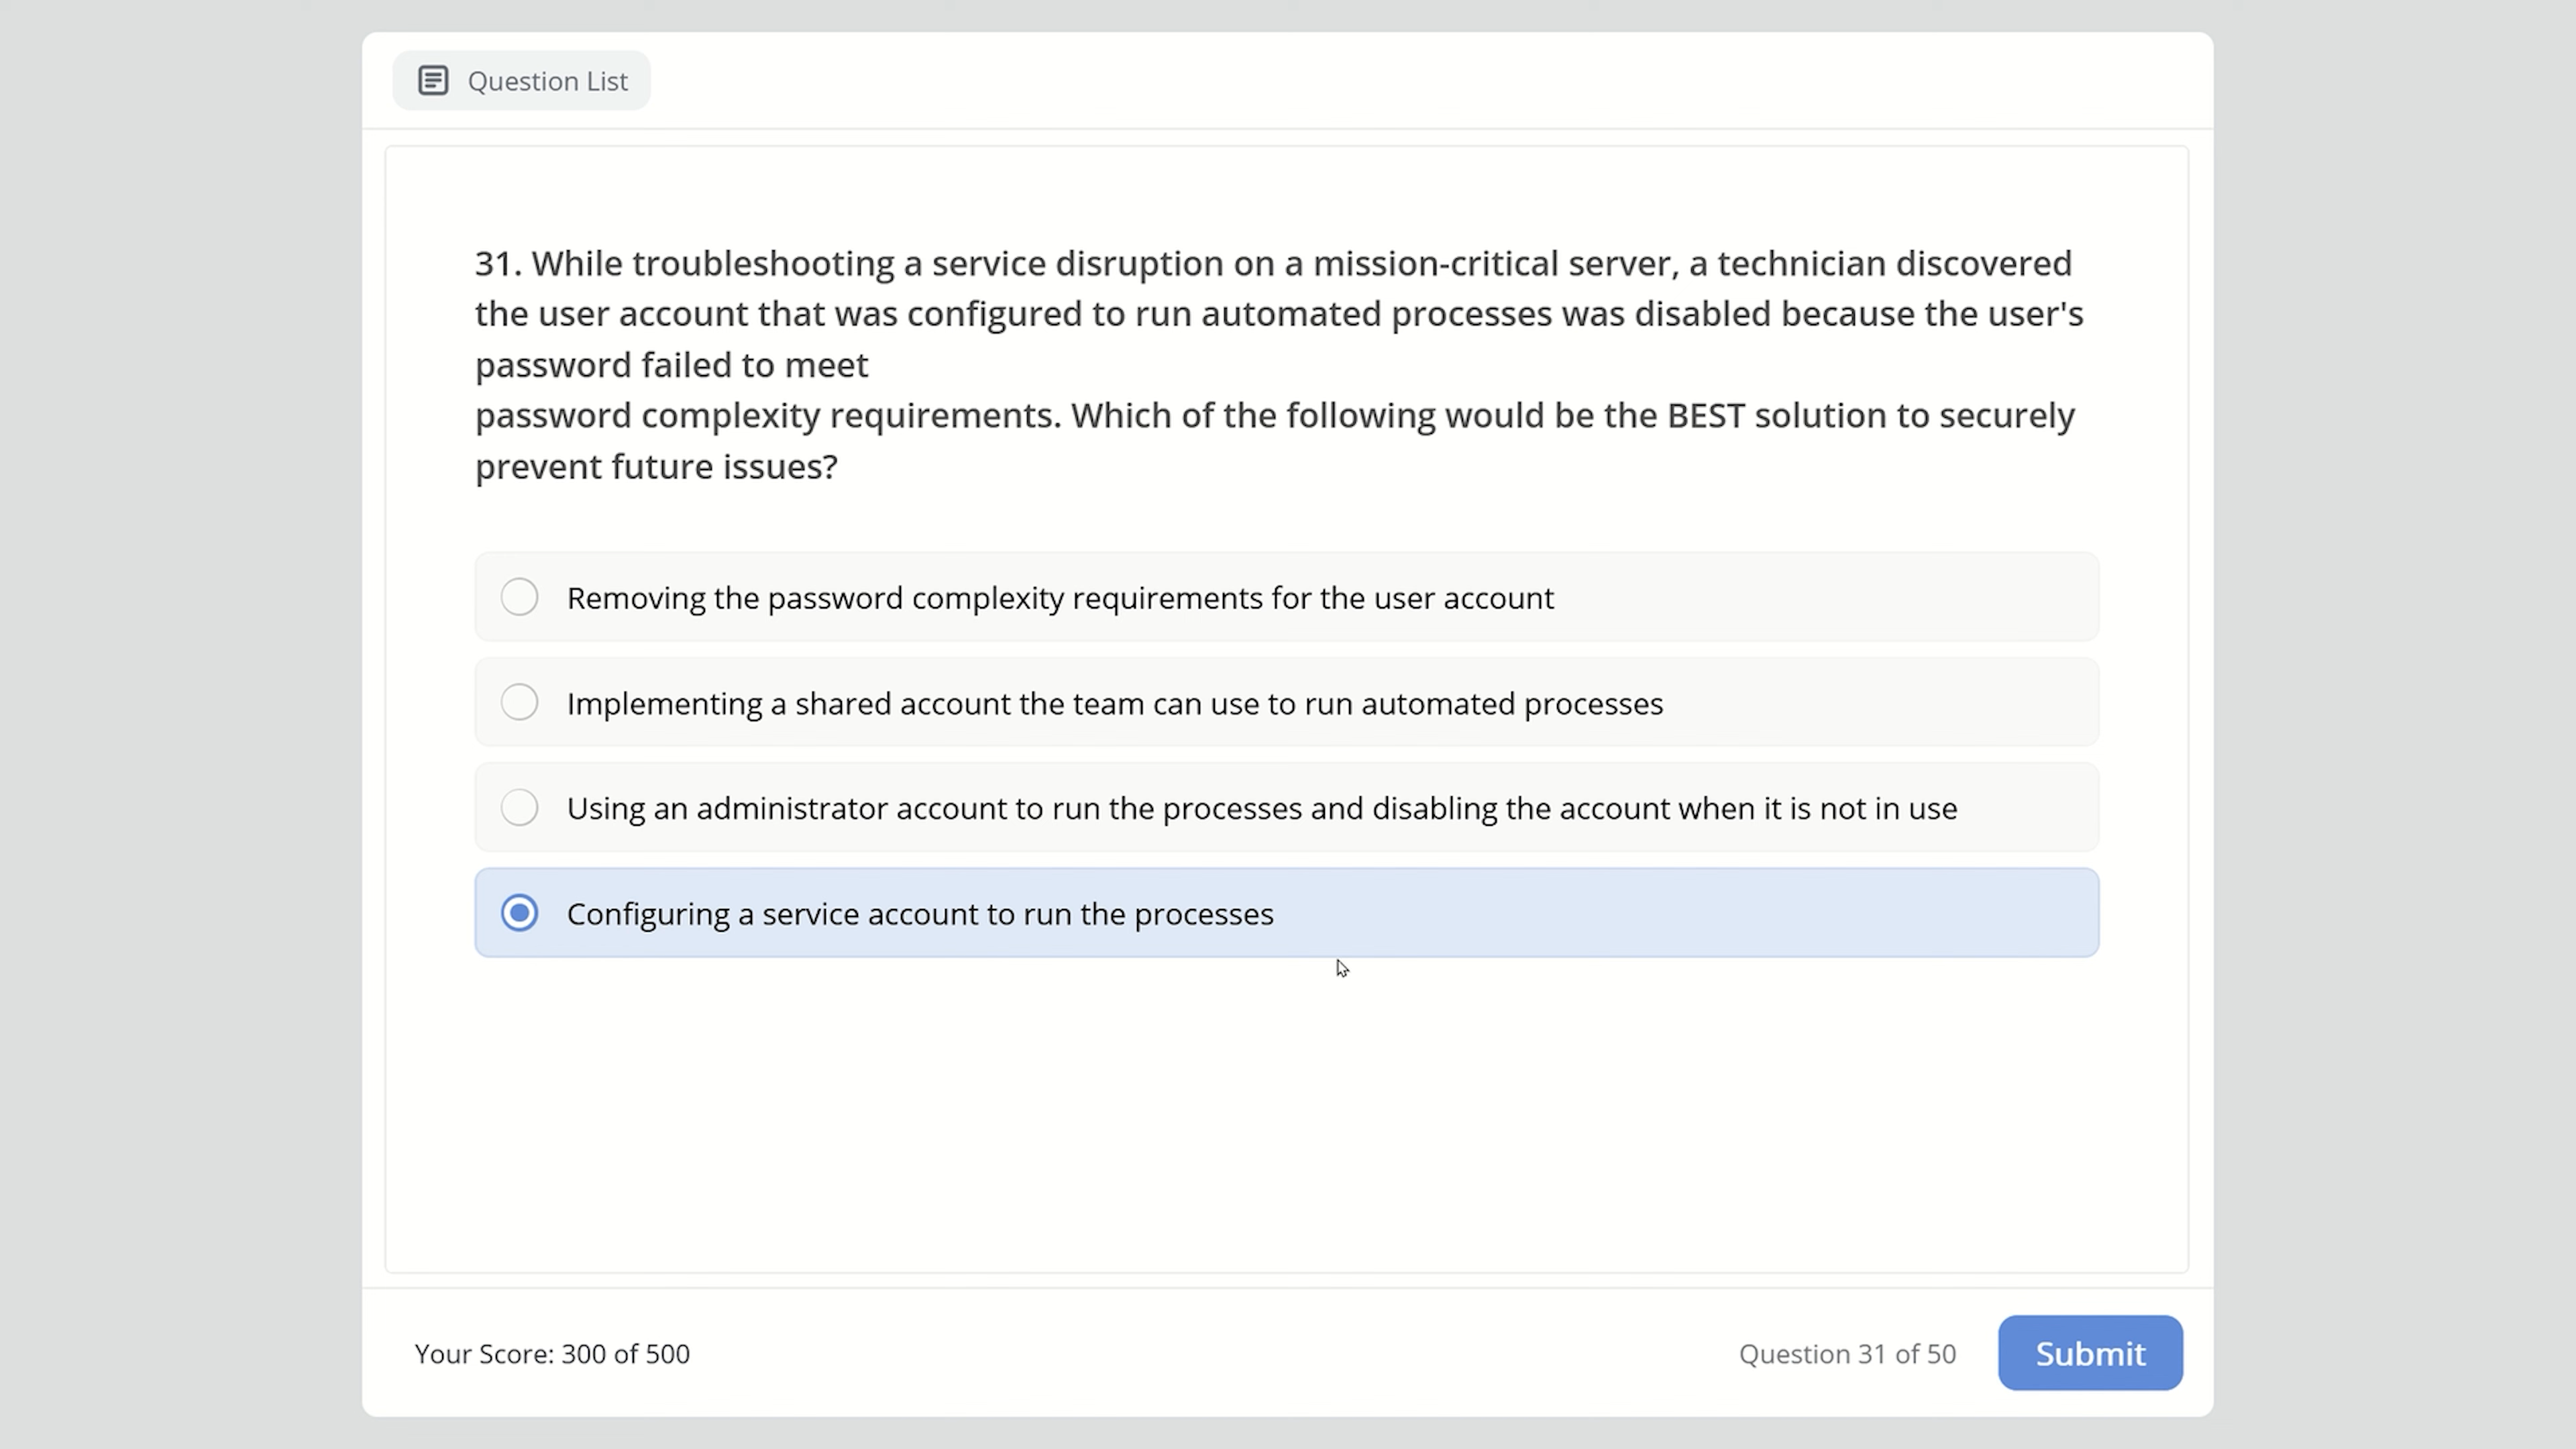 Question List
31. While troubleshooting a service disruption on a mission-critical server, a technician discovered
the user account that was configured to run automated processes was disabled because the user's
password failed to meet
password complexity requirements. Which of the following would be the BEST solution to securely
prevent future issues?
Removing the password complexity requirements for the user account
Implementing a shared account the team can use to run automated processes
Using an administrator account to run the processes and disabling the account when it is not in use
Configuring a service account to run the processes
Your Score: 300 of 500
Question 31 of 50
Submit